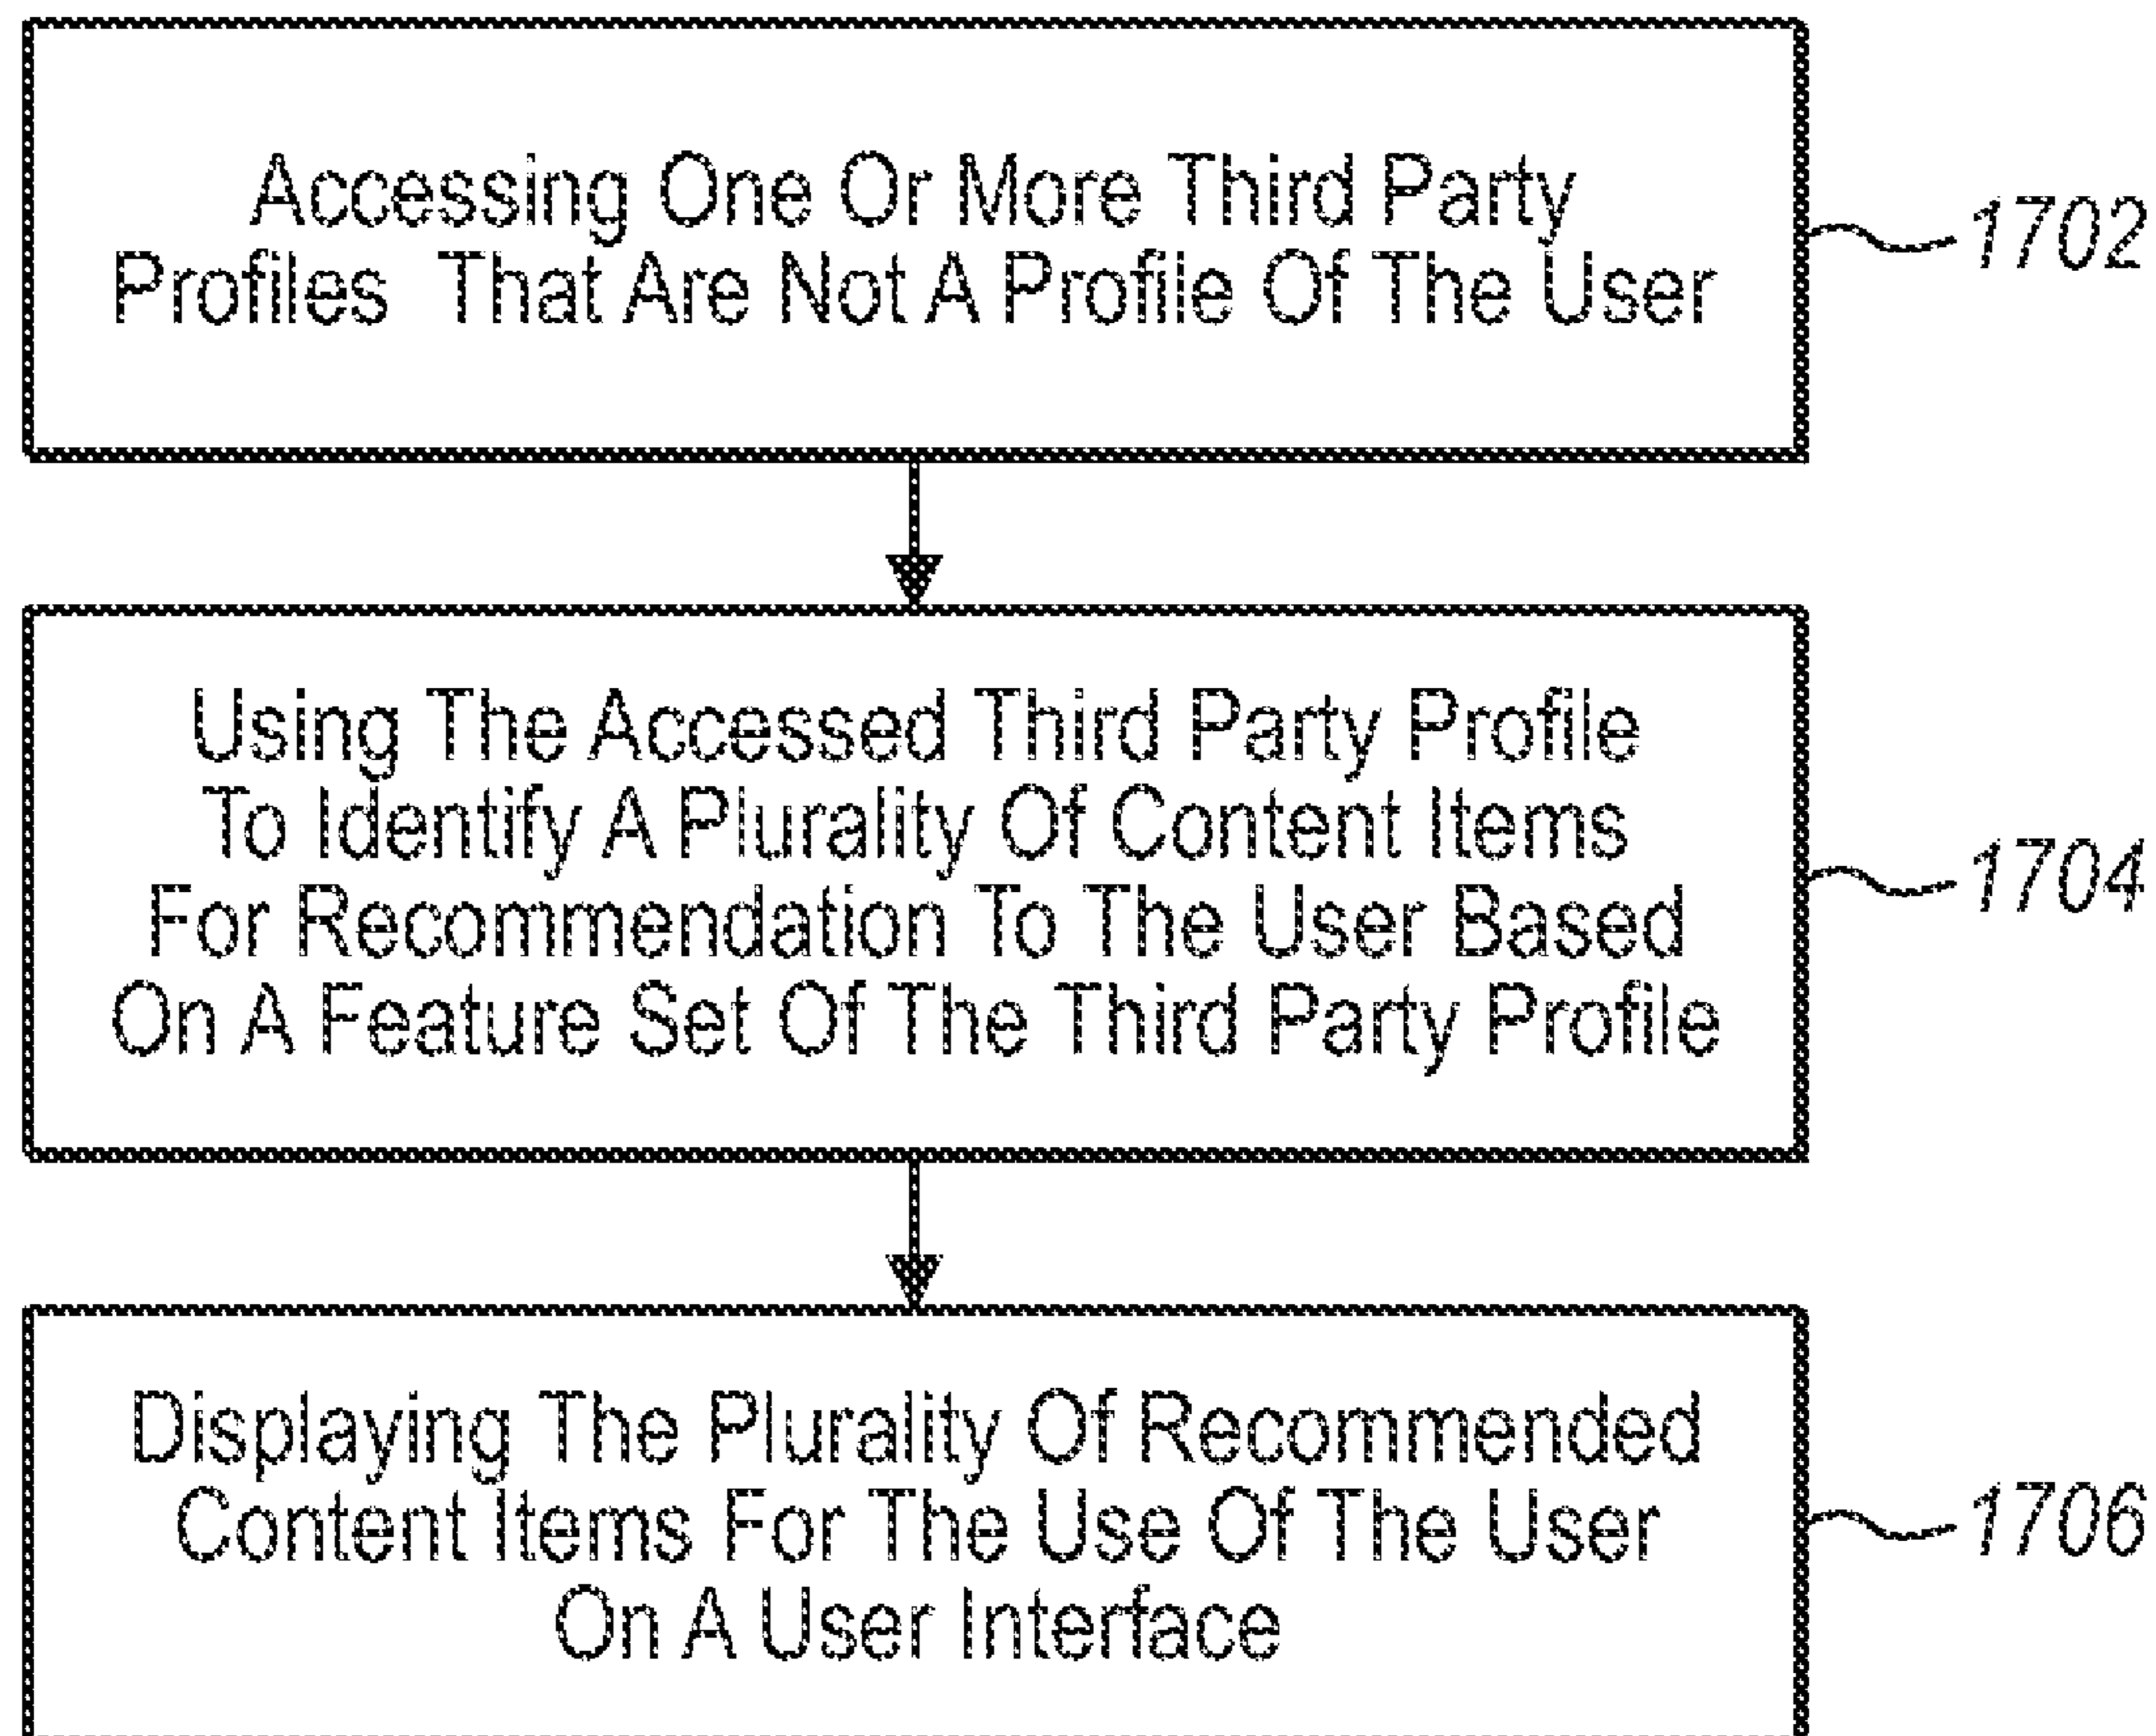 Accessing One Or More Third Party
Profiles That Are Not A Profile Of The User
1702
Using The Accessed Third Party Profile
To Identify A Plurality Of Content Items
For Recommendation To The User Based
On A Feature Set Of The Third Party Profile
1704
Displaying The Plurality Of Recommended
Content Items For The Use Of The User
On A User Interface
1706